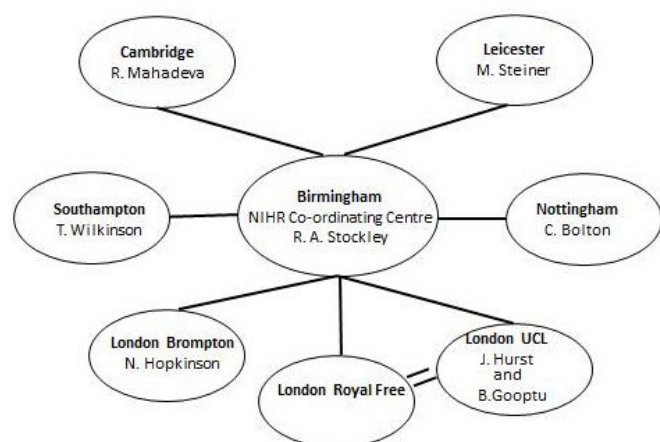 Cambridge
R. Mahadeva
Leicester
M. Steiner
Birmingham
NIHR Co-ordinating Centre
R. A. Stockley
Southampton
T. Wilkinson
Nottingham
C. Bolton
London Brompton
N. Hopkinson
London Royal Free
London UCL
J. Hurst
and
B.Gooptu